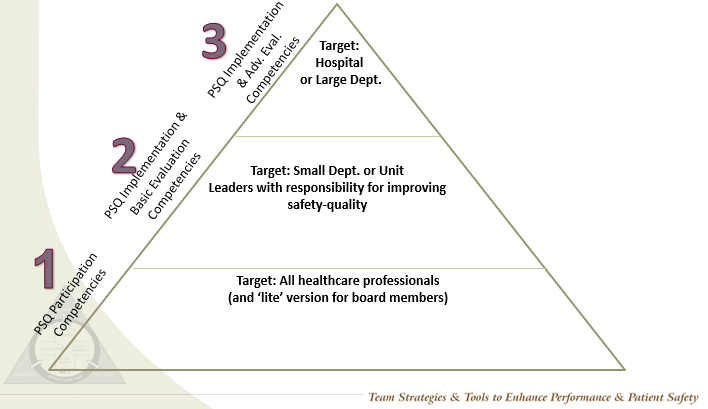 3
PSQ Implementation
& Adv. Eval.
Competencies
Target:
Hospital
or Large Dept.
2
PSQ Implementation &
Basic Evaluation
Competencies
Target: Small Dept. or Unit
Leaders with responsibility for improving
safety-quality
1
PSQ Participation
Competencies
Target: All healthcare professionals
(and ‘lite’ version for board members)
Team Strategies & Tools to Enhance Performance & Patient Safety